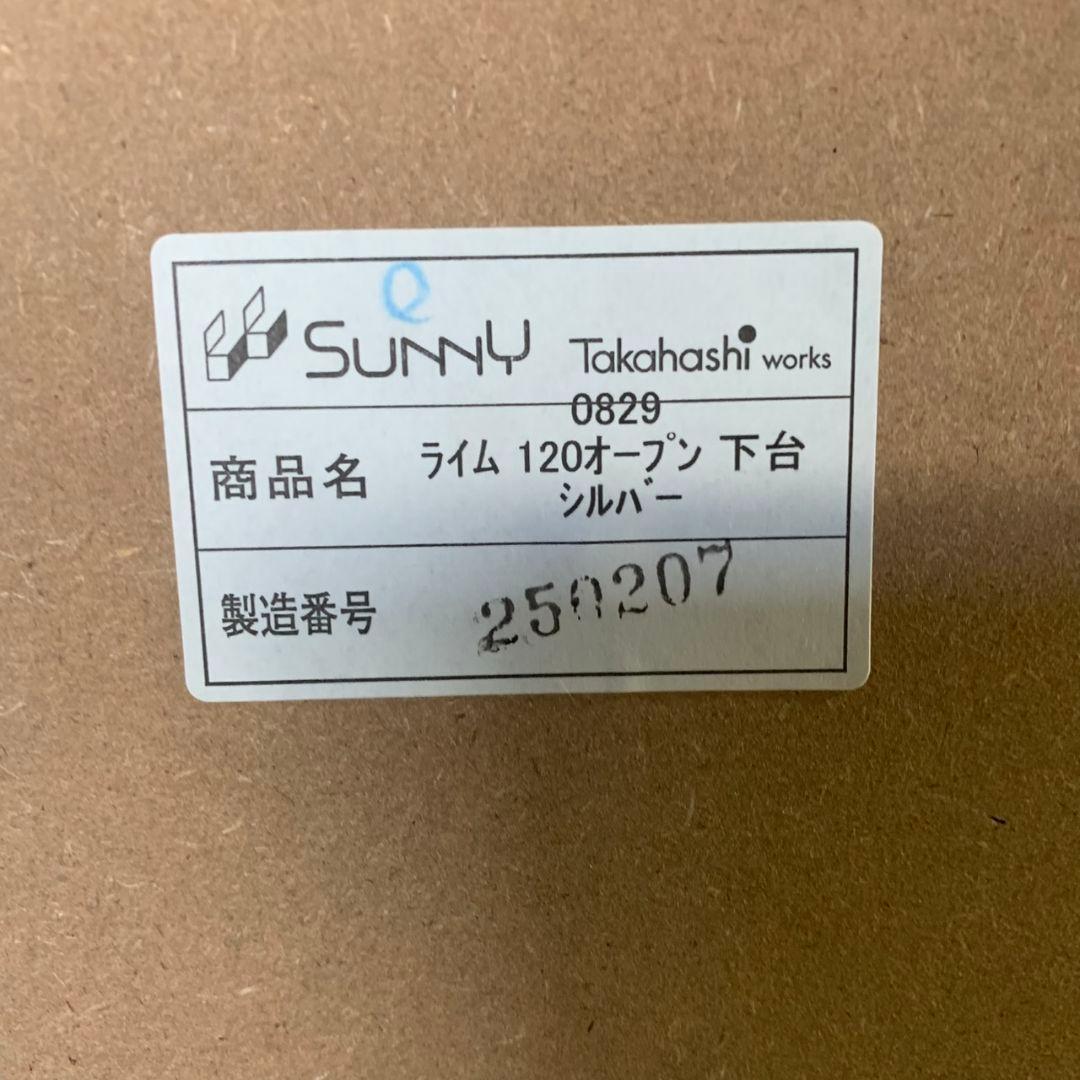 SUNNY Takahashi works
0829
商品名 ライム 120オープン 下台
シルバー
製造番号 250207